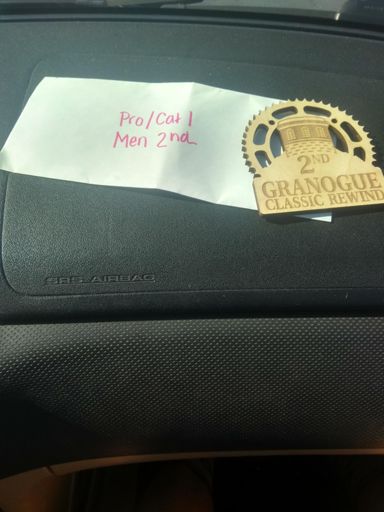 Pro/Cat 1
Men 2nd
2ND
GRANOGUE
CLASSIC REWIND
SRS AIRBAG